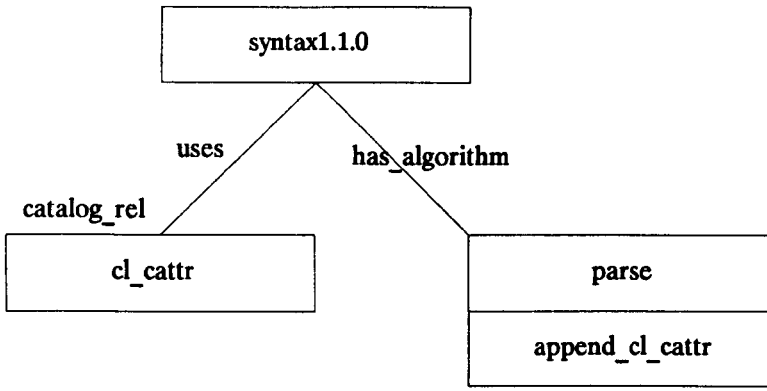 syntax1.1.0
uses
has_algorithm
catalog_rel
cl_cattr
parse
append_cl_cattr